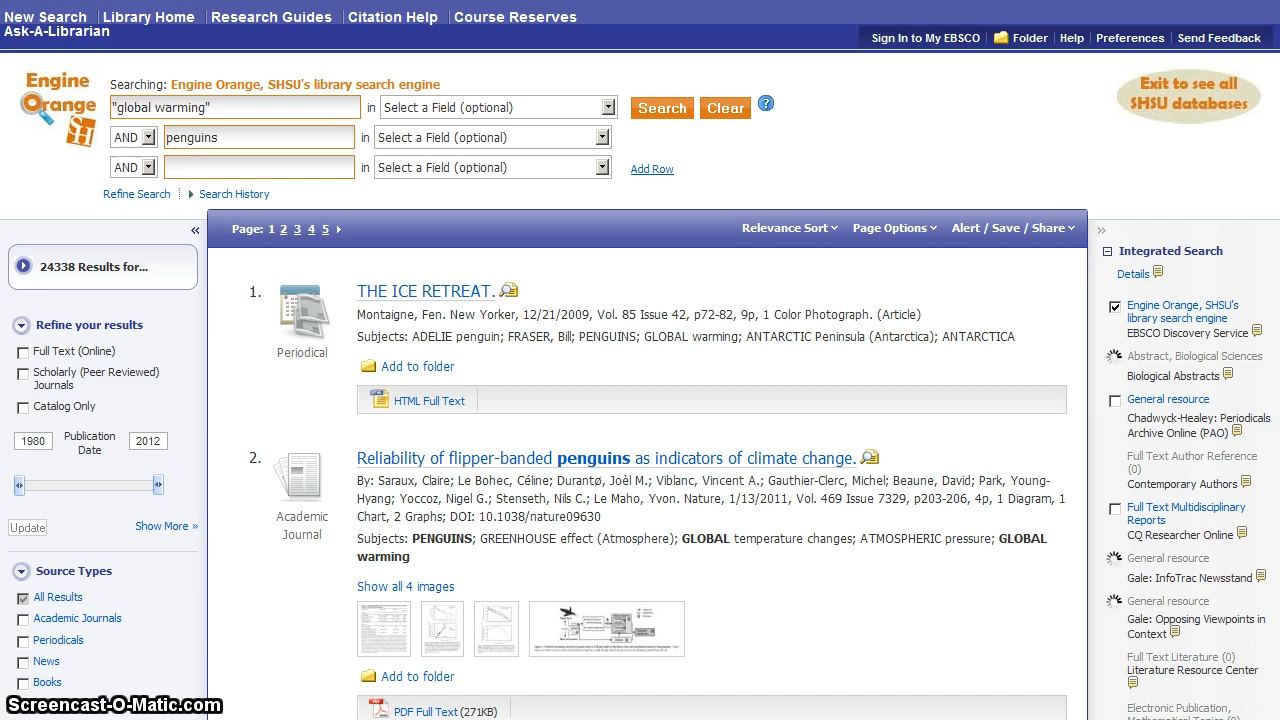 New Search Library Home Research Guides Citation Help Course Reserves
Ask-A-Librarian
Sign In to My EBSCO Folder Help Preferences Send Feedback
Engine
Orange
SH
Searching: Engine Orange, SHSU's library search engine
"global warming" in Select a Field (optional) Search Clear ?
AND penguins in Select a Field (optional)
AND in Select a Field (optional) Add Row
Refine Search Search History
Exit to see all
SHSU databases
«
24338 Results for...
Refine your results
Full Text (Online)
Scholarly (Peer Reviewed)
Journals
Catalog Only
1980 Publication
Date 2012
Update Show More »
Source Types
All Results
Academic Journals
Periodicals
News
Books
Page: 1 2 3 4 5 Relevance Sort Page Options Alert / Save / Share
1.
Periodical
THE ICE RETREAT.
Montaigne, Fen. New Yorker, 12/21/2009, Vol. 85 Issue 42, p72-82, 9p, 1 Color Photograph. (Article)
Subjects: ADELIE penguin; FRASER, Bill; PENGUINS; GLOBAL warming; ANTARCTIC Peninsula (Antarctica); ANTARCTICA
Add to folder
HTML Full Text
2.
Academic
Journal
Reliability of flipper-banded penguins as indicators of climate change.
By: Saraux, Claire; Le Bohec, Céline; Durantø, Joèl M.; Viblanc, Vincent A.; Gauthier-Clerc, Michel; Beaune, David; Park, Young-
Hyang; Yoccoz, Nigel G.; Stenseth, Nils C.; Le Maho, Yvon. Nature, 1/13/2011, Vol. 469 Issue 7329, p203-206, 4p, 1 Diagram, 1
Chart, 2 Graphs; DOI: 10.1038/nature09630
Subjects: PENGUINS; GREENHOUSE effect (Atmosphere); GLOBAL temperature changes; ATMOSPHERIC pressure; GLOBAL
warming
Show all 4 images
Add to folder
PDF Full Text (271KB)
»
Integrated Search
Details
Engine Orange, SHSU's
library search engine
EBSCO Discovery Service
Abstract, Biological Sciences
Biological Abstracts
General resource
Chadwyck-Healey: Periodicals
Archive Online (PAO)
Full Text Author Reference
(0)
Contemporary Authors
Full Text Multidisciplinary
Reports
CQ Researcher Online
General resource
Gale: InfoTrac Newsstand
General resource
Gale: Opposing Viewpoints in
Context
Full Text Literature (0)
Literature Resource Center
Electronic Publication,
Mathematical Topics (0)
Screencast-O-Matic.com